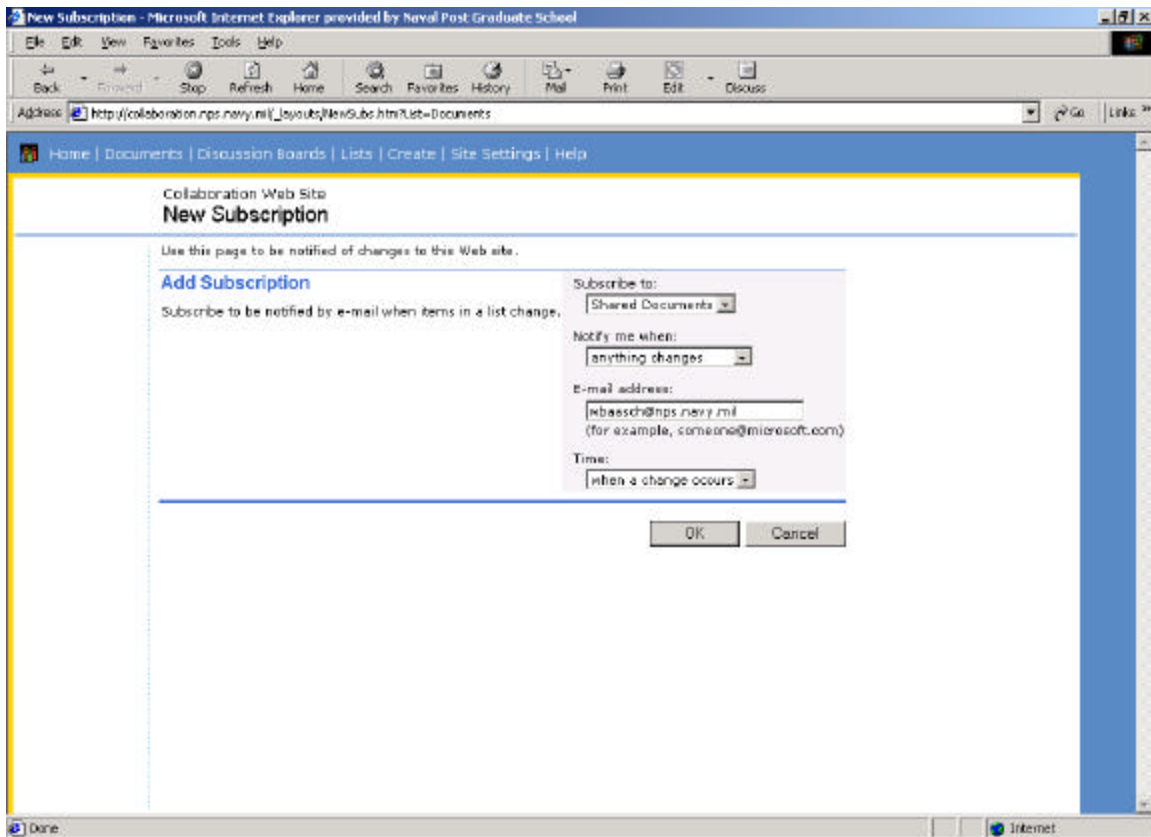 New Subscription - Microsoft Internet Explorer provided by Naval Post Graduate School
File Edit View Favorites Tools Help
Back Forward Stop Refresh Home Search Favorites History Mail Print Edit Discuss
Address http://collaboration.nps.navy.mil/_layouts/NewSubs.htm?List=Documents Go Links »
Home | Documents | Discussion Boards | Lists | Create | Site Settings | Help
Collaboration Web Site
New Subscription
Use this page to be notified of changes to this Web site.
Add Subscription
Subscribe to be notified by e-mail when items in a list change.
Subscribe to:
Shared Documents
Notify me when:
anything changes
E-mail address:
wbaasch@nps.navy.mil
(for example, someone@microsoft.com)
Time:
when a change occurs
OK Cancel
Done Internet